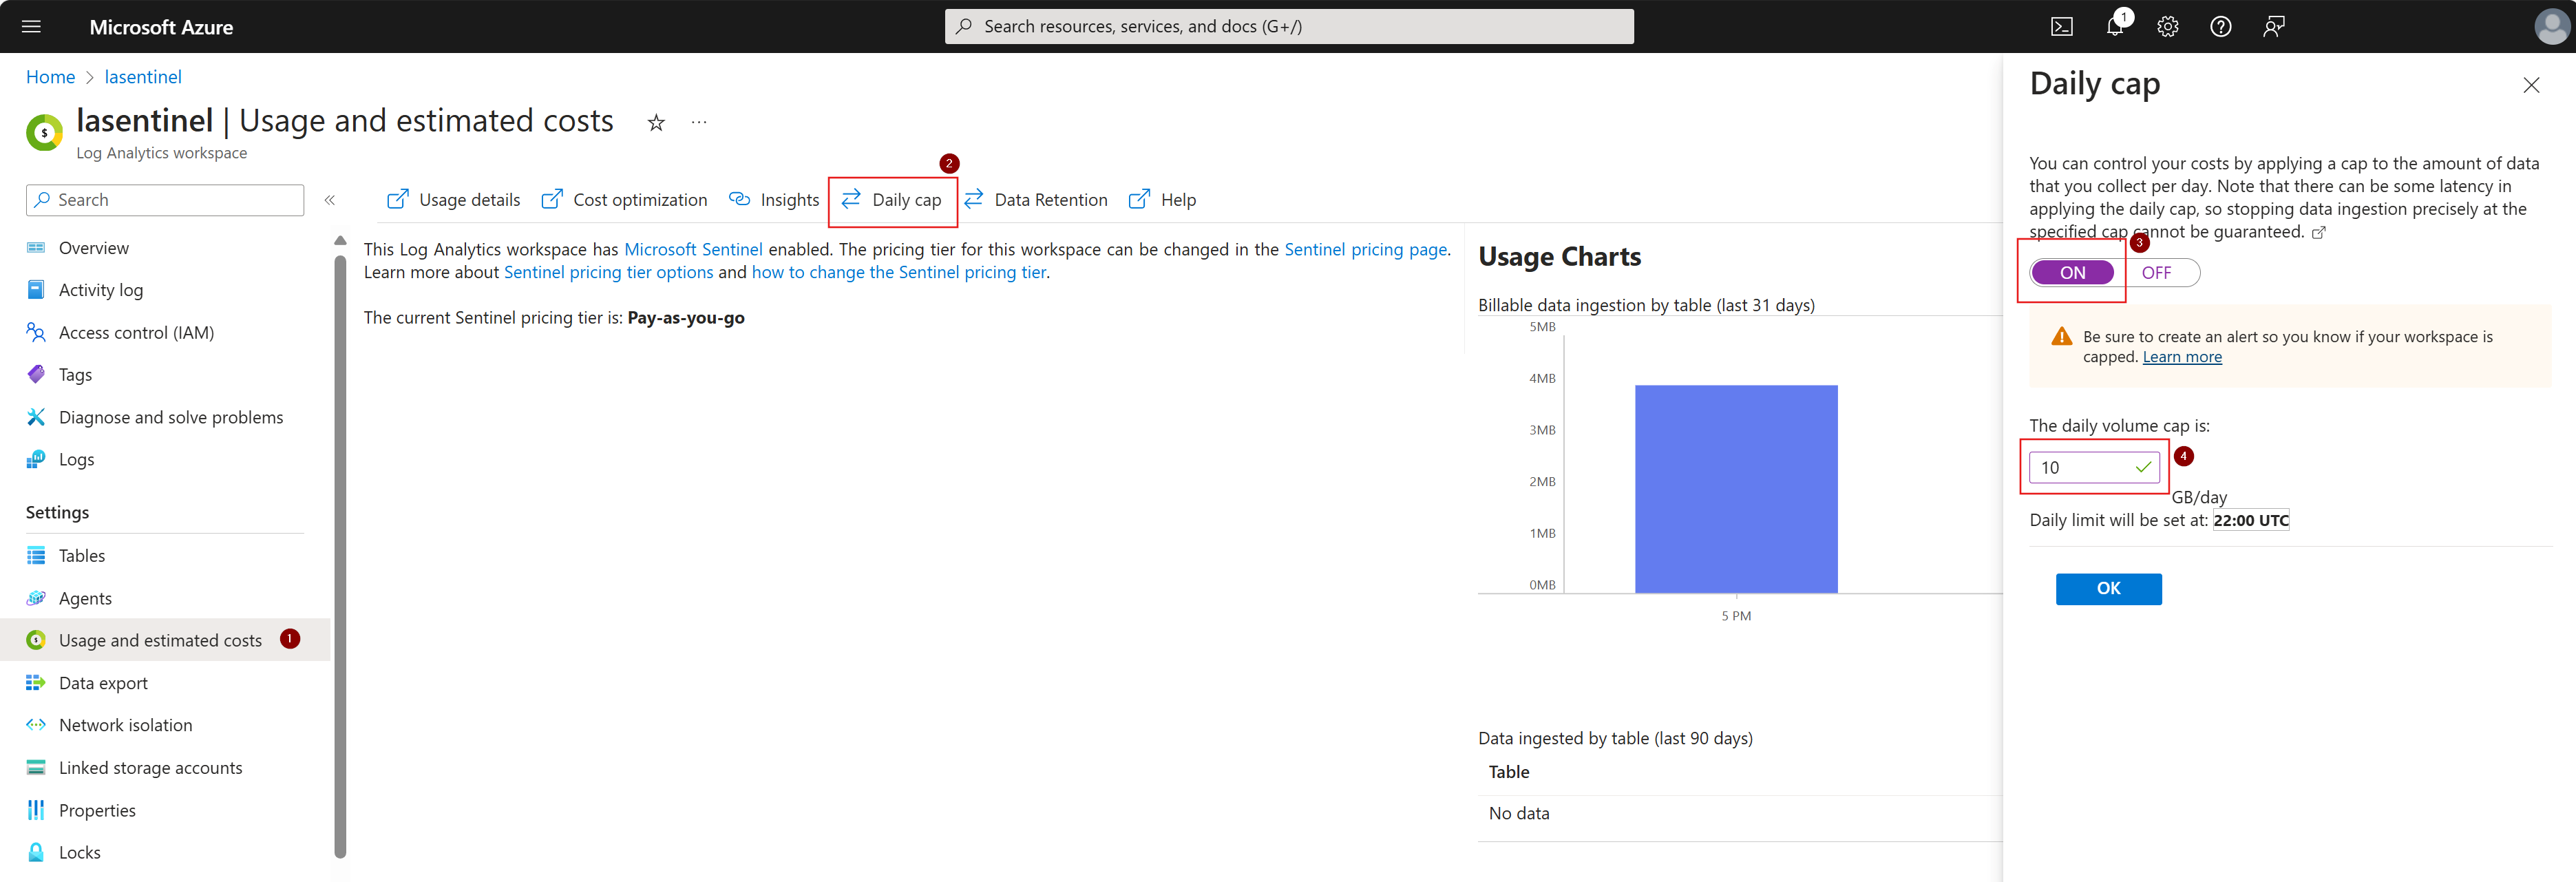 Microsoft Azure
Search resources, services, and docs (G+/)
1
Home > lasentinel
lasentinel | Usage and estimated costs
...
Log Analytics workspace
Search
«
Overview
Activity log
Access control (IAM)
Tags
Diagnose and solve problems
Logs
Settings
Tables
Agents
Usage and estimated costs
1
Data export
Network isolation
Linked storage accounts
Properties
Locks
Usage details
Cost optimization
Insights
2
Daily cap
Data Retention
Help
This Log Analytics workspace has Microsoft Sentinel enabled. The pricing tier for this workspace can be changed in the Sentinel pricing page.
Learn more about Sentinel pricing tier options and how to change the Sentinel pricing tier.
The current Sentinel pricing tier is: Pay-as-you-go
Usage Charts
Billable data ingestion by table (last 31 days)
5MB
4MB
3MB
2MB
1MB
0MB
5 PM
Data ingested by table (last 90 days)
Table
No data
Daily cap
You can control your costs by applying a cap to the amount of data
that you collect per day. Note that there can be some latency in
applying the daily cap, so stopping data ingestion precisely at the
specified cap cannot be guaranteed.
3
ON
OFF
Be sure to create an alert so you know if your workspace is
capped. Learn more
The daily volume cap is:
10
4
GB/day
Daily limit will be set at: 22:00 UTC
OK